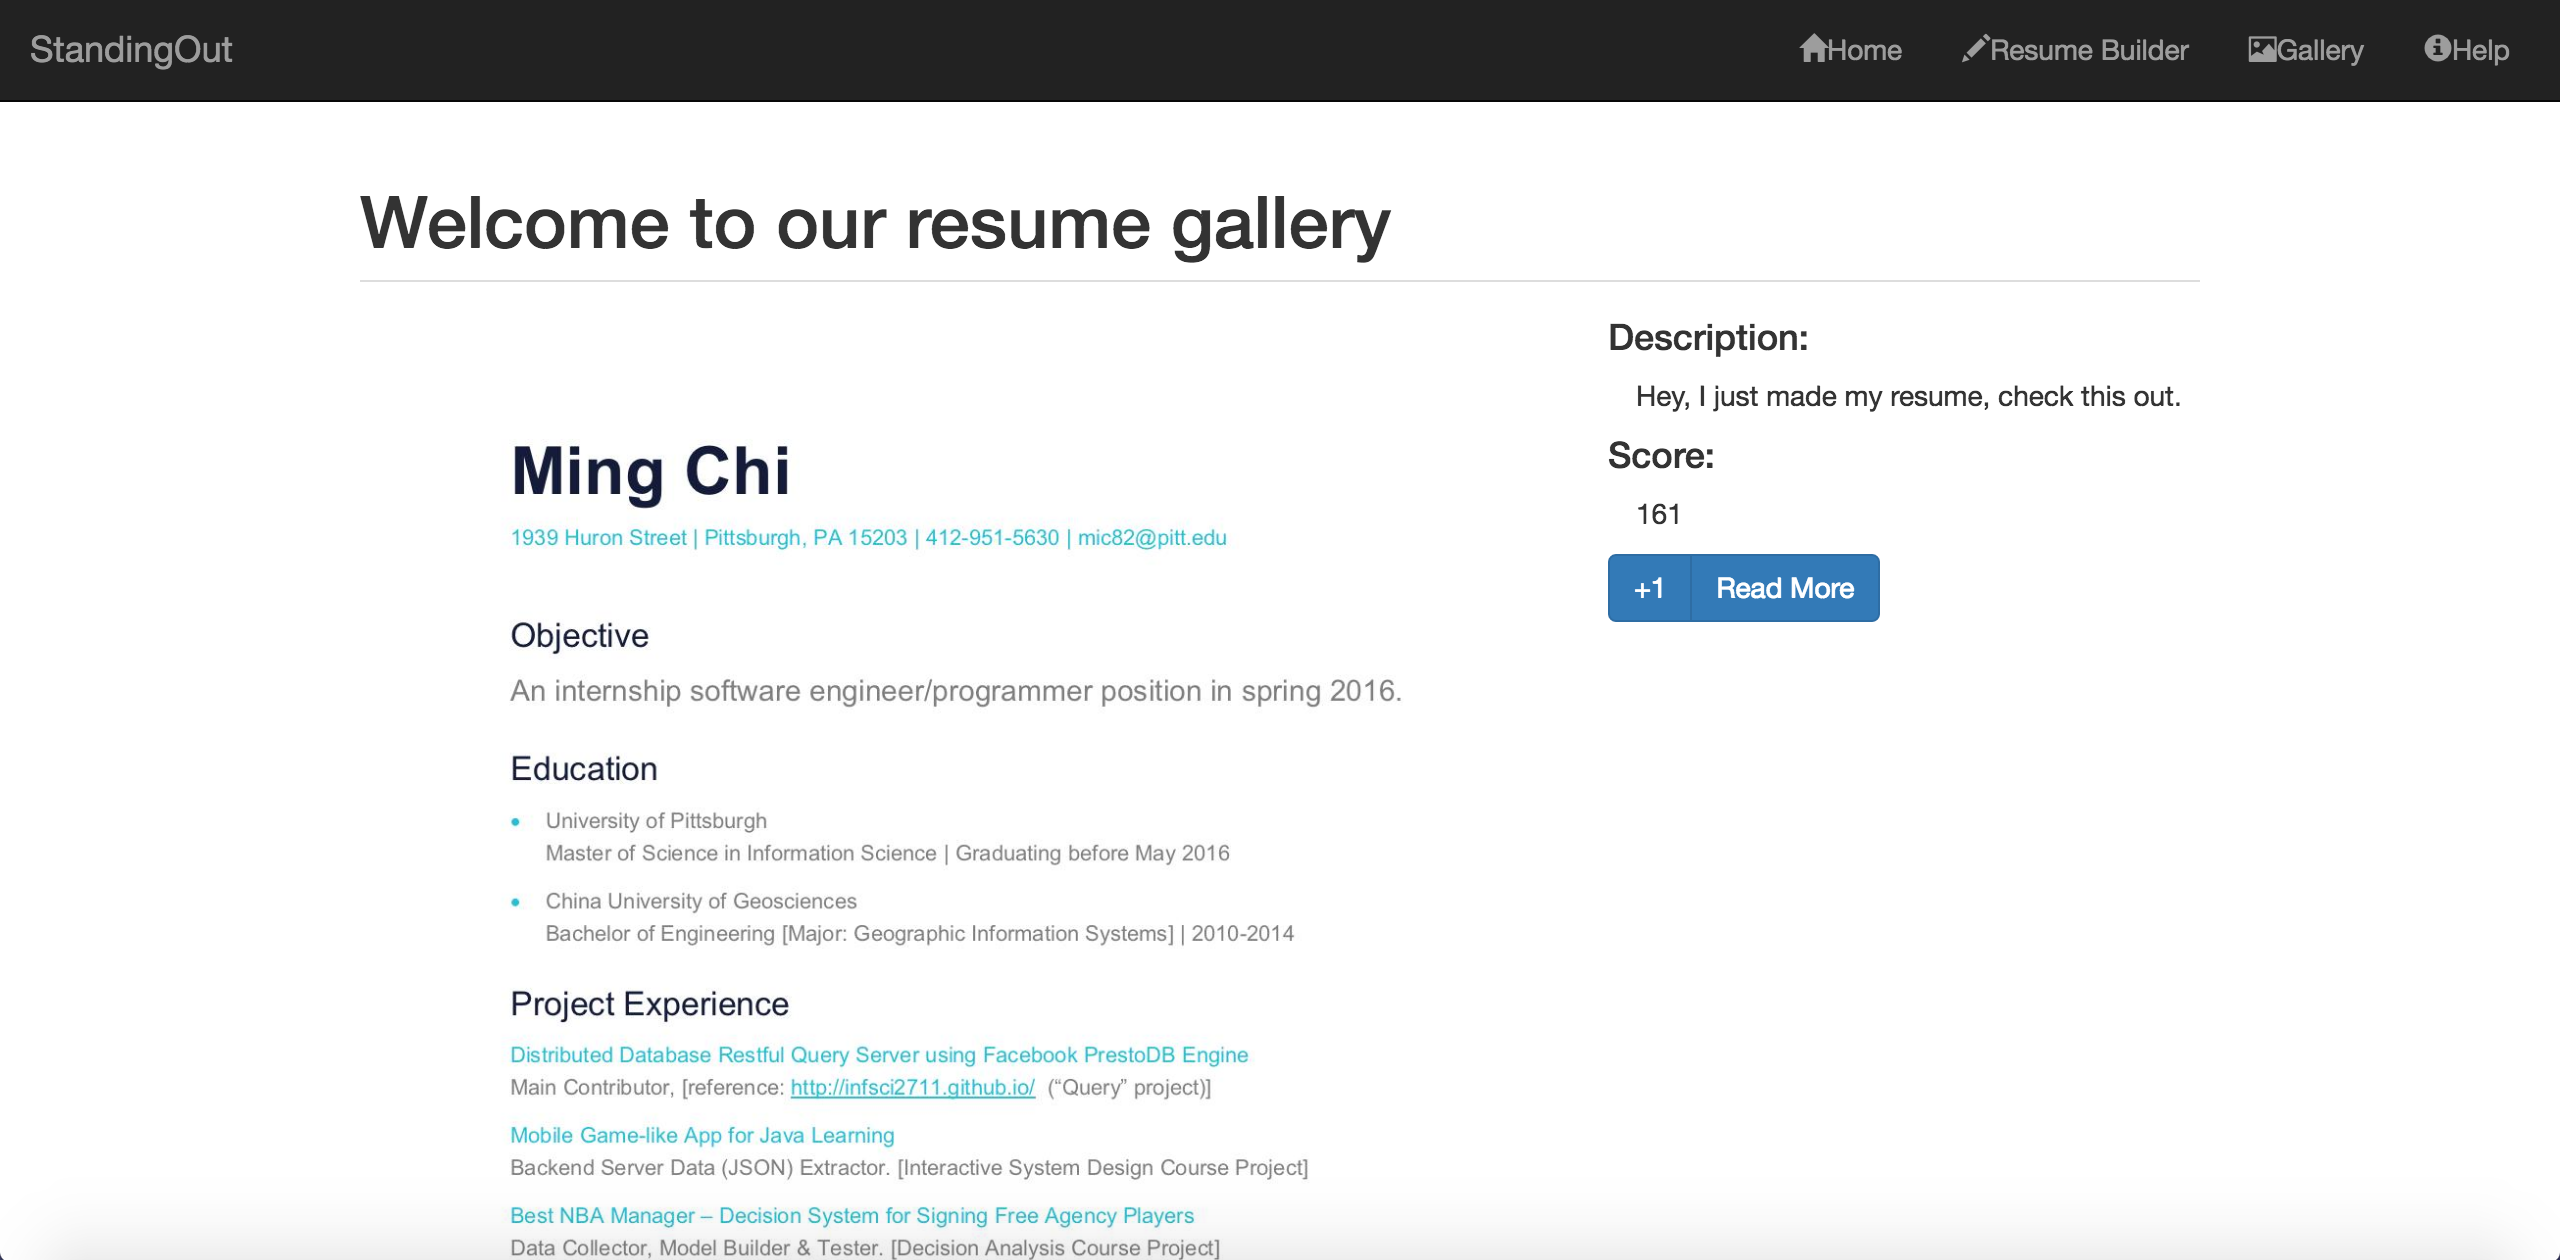 StandingOut
Home Resume Builder Gallery Help
Welcome to our resume gallery
Ming Chi
1939 Huron Street | Pittsburgh, PA 15203 | 412-951-5630 | mic82@pitt.edu
Objective
An internship software engineer/programmer position in spring 2016.
Education
• University of Pittsburgh
Master of Science in Information Science | Graduating before May 2016
• China University of Geosciences
Bachelor of Engineering [Major: Geographic Information Systems] | 2010-2014
Project Experience
Distributed Database Restful Query Server using Facebook PrestoDB Engine
Main Contributor, [reference: http://infsci2711.github.io/ (“Query” project)]
Mobile Game-like App for Java Learning
Backend Server Data (JSON) Extractor. [Interactive System Design Course Project]
Best NBA Manager – Decision System for Signing Free Agency Players
Data Collector, Model Builder & Tester. [Decision Analysis Course Project]
Description:
Hey, I just made my resume, check this out.
Score:
161
+1 Read More